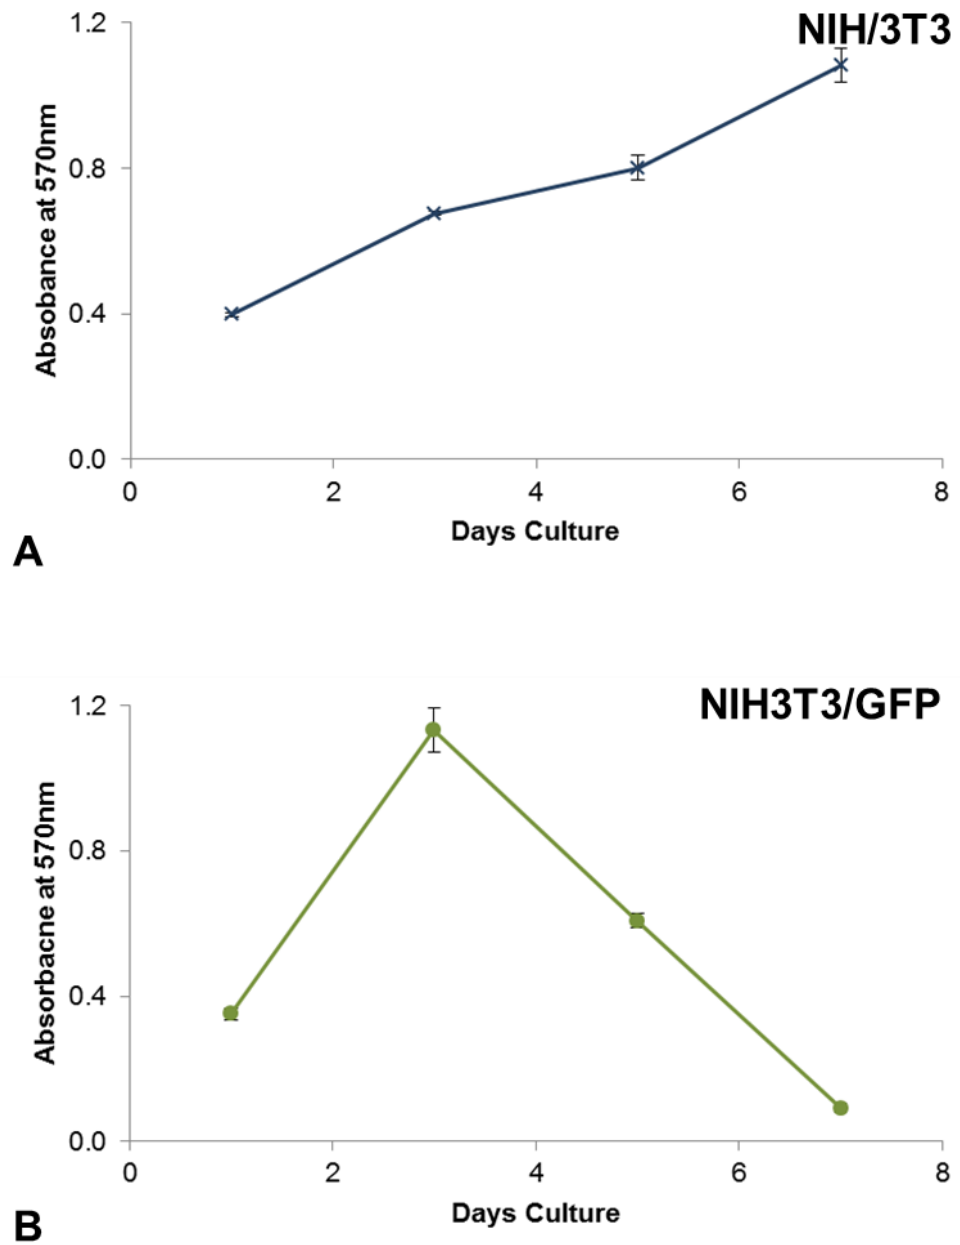 NIH/3T3
1.2
0.8
0.4
0.0
Absobance at 570nm
0 2 4 6 8
Days Culture
A
NIH3T3/GFP
1.2
0.8
0.4
0.0
Absorbacne at 570nm
0 2 4 6 8
Days Culture
B